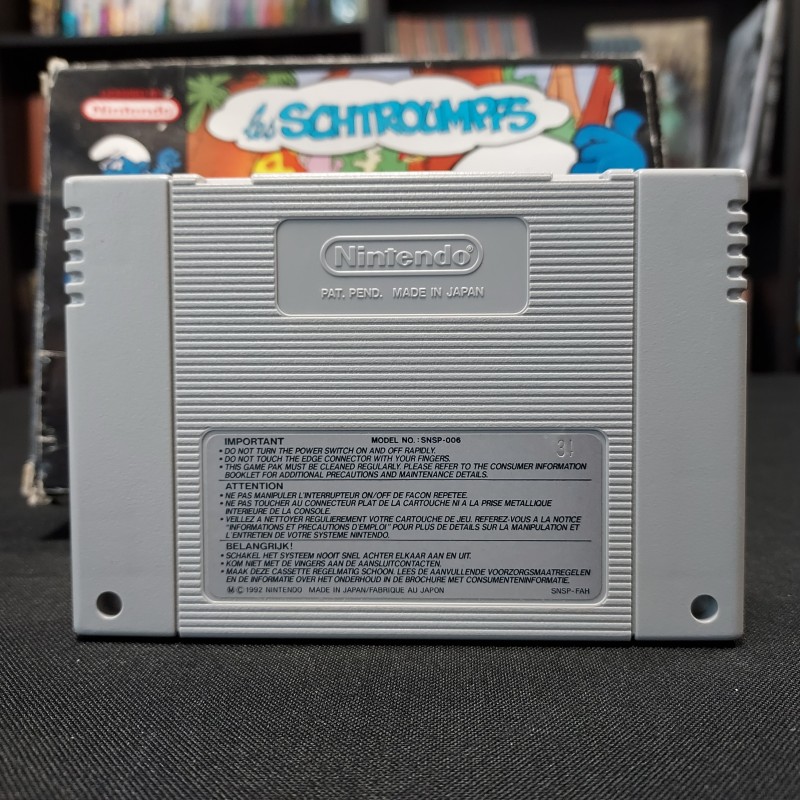 Nintendo
les SCHTROUMPFS
Nintendo®
PAT. PEND. MADE IN JAPAN
IMPORTANT MODEL NO.: SNSP-006
• DO NOT TURN THE POWER SWITCH ON AND OFF RAPIDLY.
• DO NOT TOUCH THE EDGE CONNECTOR WITH YOUR FINGERS.
• THIS GAME PAK MUST BE CLEANED REGULARLY. PLEASE REFER TO THE CONSUMER INFORMATION
BOOKLET FOR ADDITIONAL PRECAUTIONS AND MAINTENANCE DETAILS.
ATTENTION
• NE PAS MANIPULER L'INTERRUPTEUR ON/OFF DE FACON REPETEE.
• NE PAS TOUCHER AU CONNECTEUR PLAT DE LA CARTOUCHE NI A LA PRISE METALLIQUE
INTERIEURE DE LA CONSOLE.
• VEILLEZ A NETTOYER REGULIEREMENT VOTRE CARTOUCHE DE JEU. REFEREZ-VOUS A LA NOTICE
"INFORMATIONS ET PRECAUTIONS D'EMPLOI" POUR PLUS DE DETAILS SUR LA MANIPULATION ET
L'ENTRETIEN DE VOTRE SYSTEME NINTENDO.
BELANGRIJK!
• SCHAKEL HET SYSTEEM NOOIT SNEL ACHTER ELKAAR AAN EN UIT.
• KOM NIET MET DE VINGERS AAN DE AANSLUITCONTACTEN.
• MAAK DEZE CASSETTE REGELMATIG SCHOON. LEES DE AANVULLENDE VOORZORGSMAATREGELEN
EN DE INFORMATIE OVER HET ONDERHOUD IN DE BROCHURE MET CONSUMENTENINFORMATIE.
Ⓜ © 1992 NINTENDO MADE IN JAPAN/FABRIQUE AU JAPON SNSP-FAH